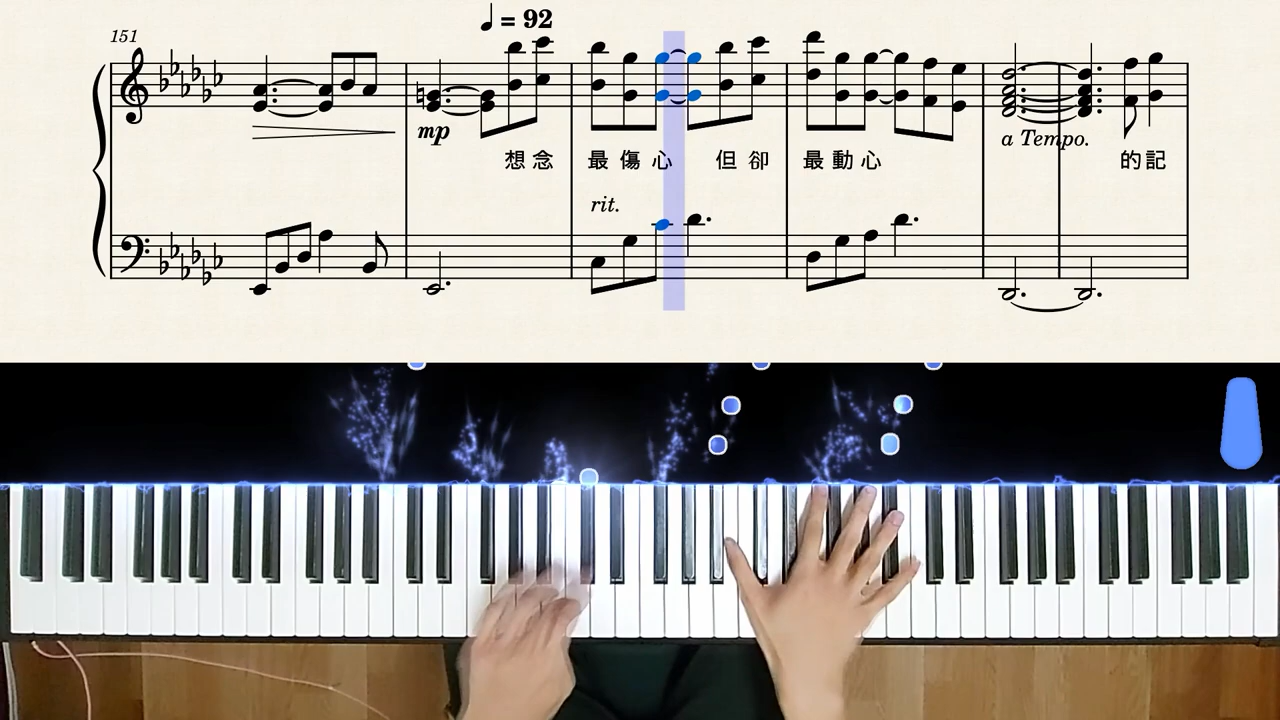 151
♩ = 92
mp
a Tempo.
想念 最傷心 但卻 最動心 的記
rit.